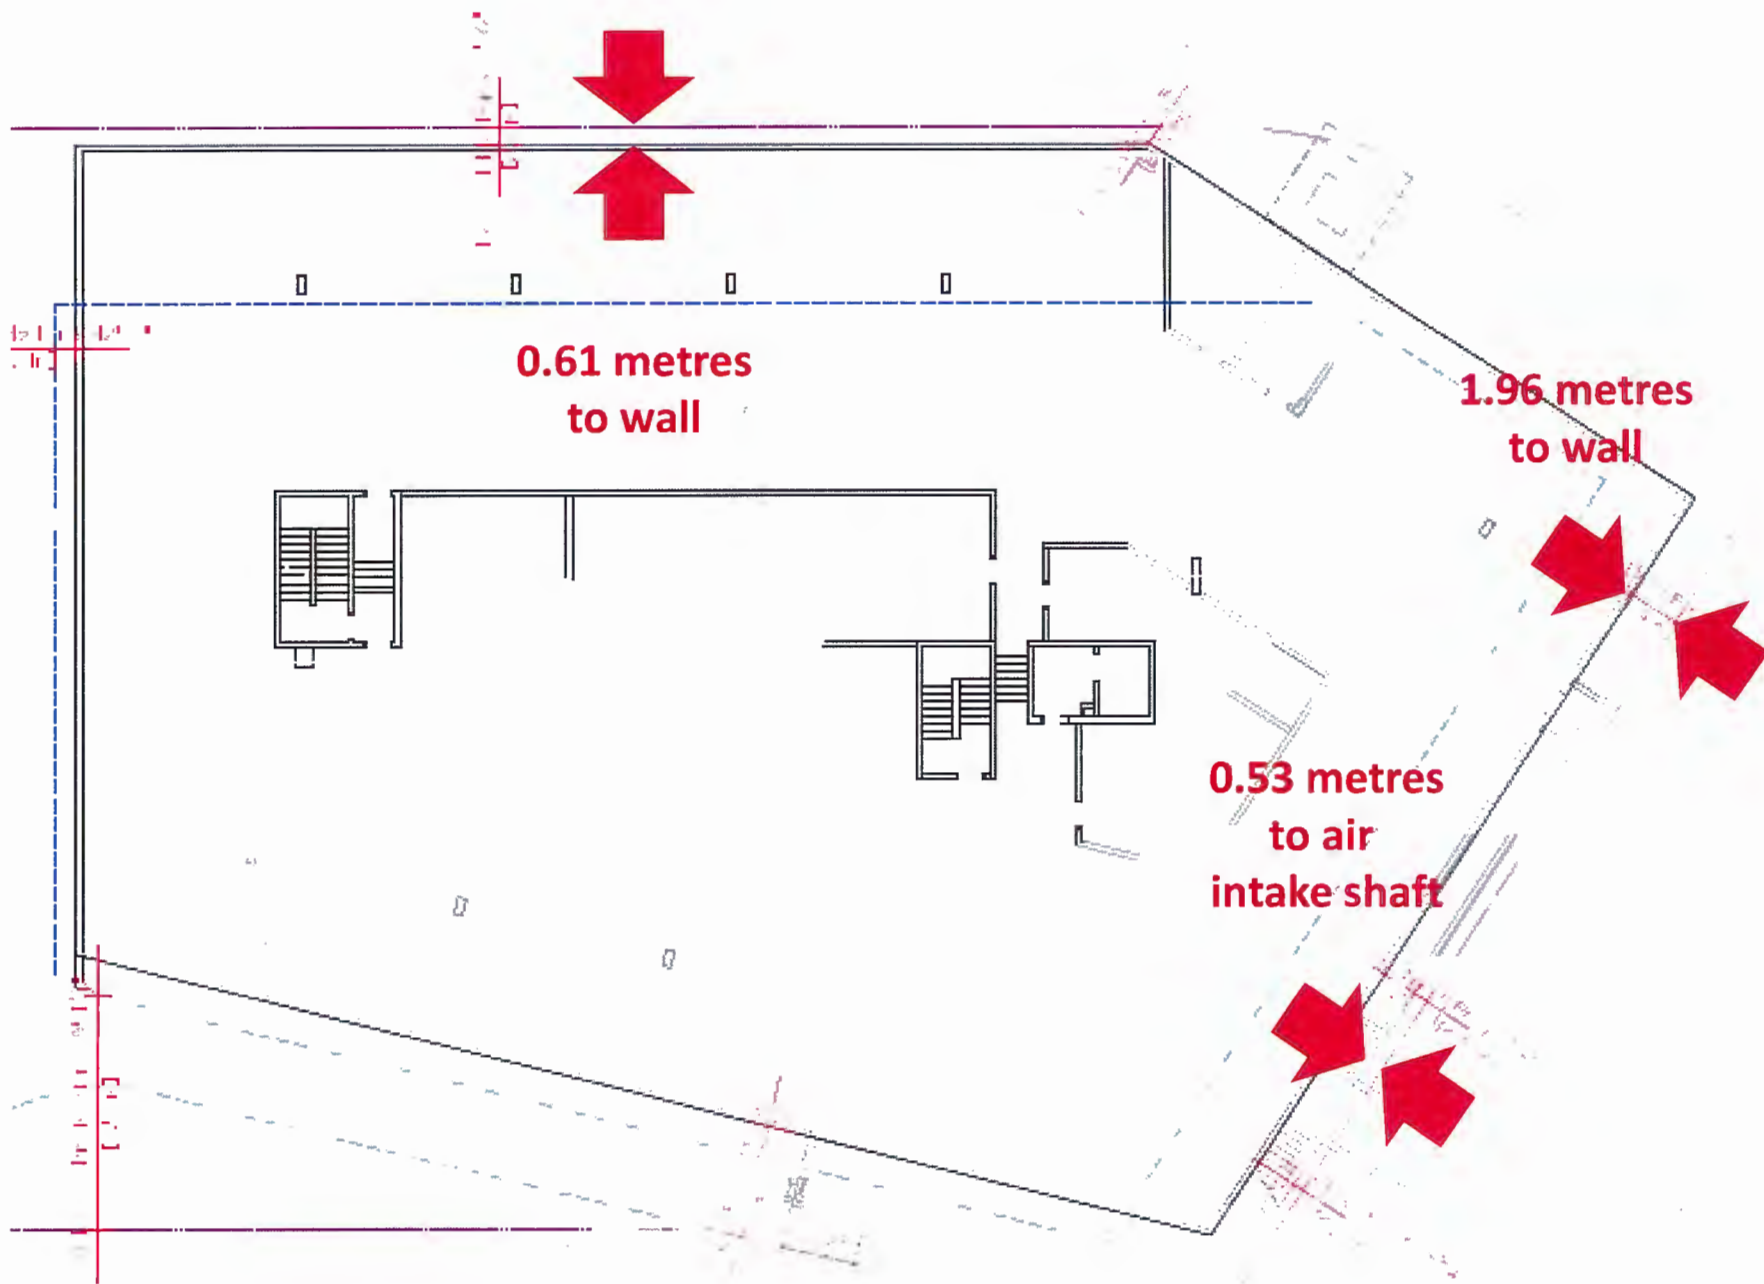 0.61 metres
to wall
1.96 metres
to wall
0.53 metres
to air
intake shaft